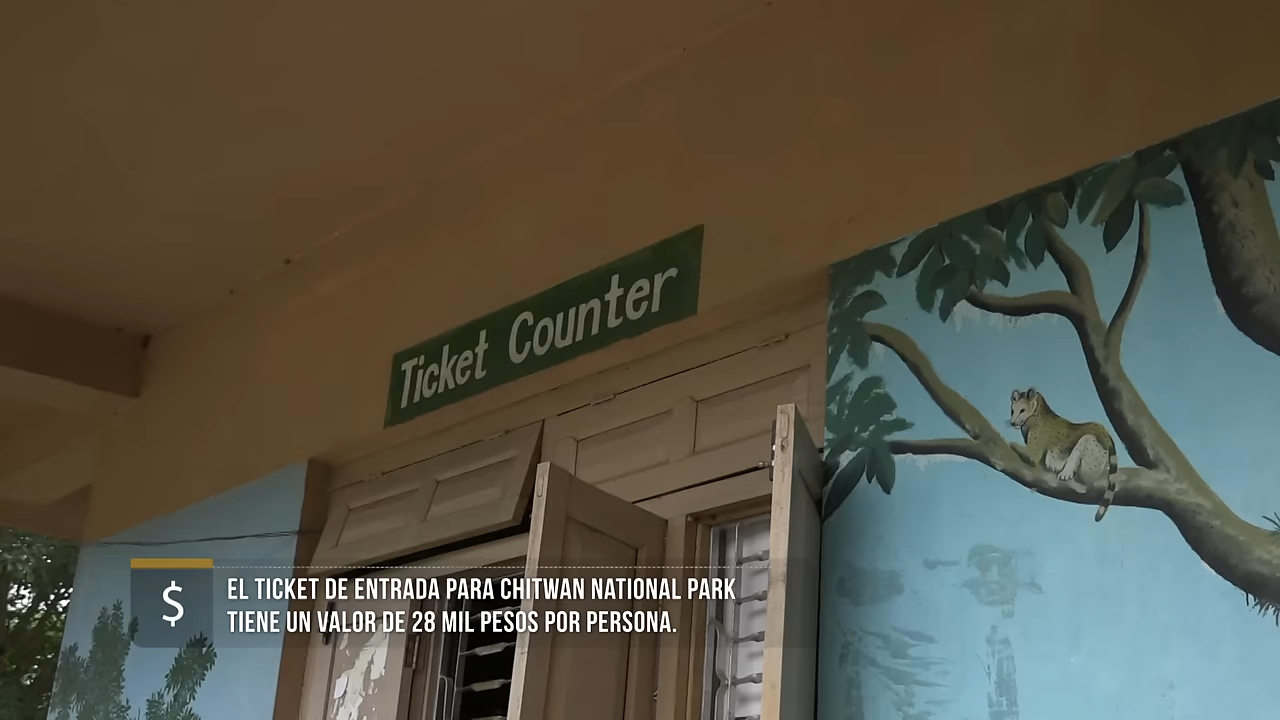 Ticket Counter
$
EL TICKET DE ENTRADA PARA CHITWAN NATIONAL PARK
TIENE UN VALOR DE 28 MIL PESOS POR PERSONA.